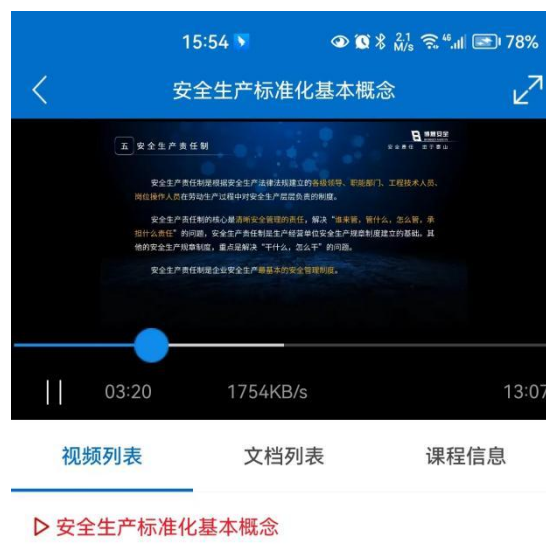 15:54 2.1 M/s 46 78%
安全生产标准化基本概念
五 安全生产责任制
博晟安全
安全责任 重于泰山
安全生产责任制是根据安全生产法律法规建立的各级领导、职能部门、工程技术人员、
岗位操作人员在劳动生产过程中对安全生产层层负责的制度。
安全生产责任制的核心是清晰安全管理的责任，解决“谁来管，管什么，怎么管，承
担什么责任”的问题，安全生产责任制是生产经营单位安全生产规章制度建立的基础。其
他的安全生产规章制度，重点是解决“干什么，怎么干”的问题。
安全生产责任制是企业安全生产最基本的安全管理制度。
03:20 1754KB/s 13:07
视频列表 文档列表 课程信息
安全生产标准化基本概念